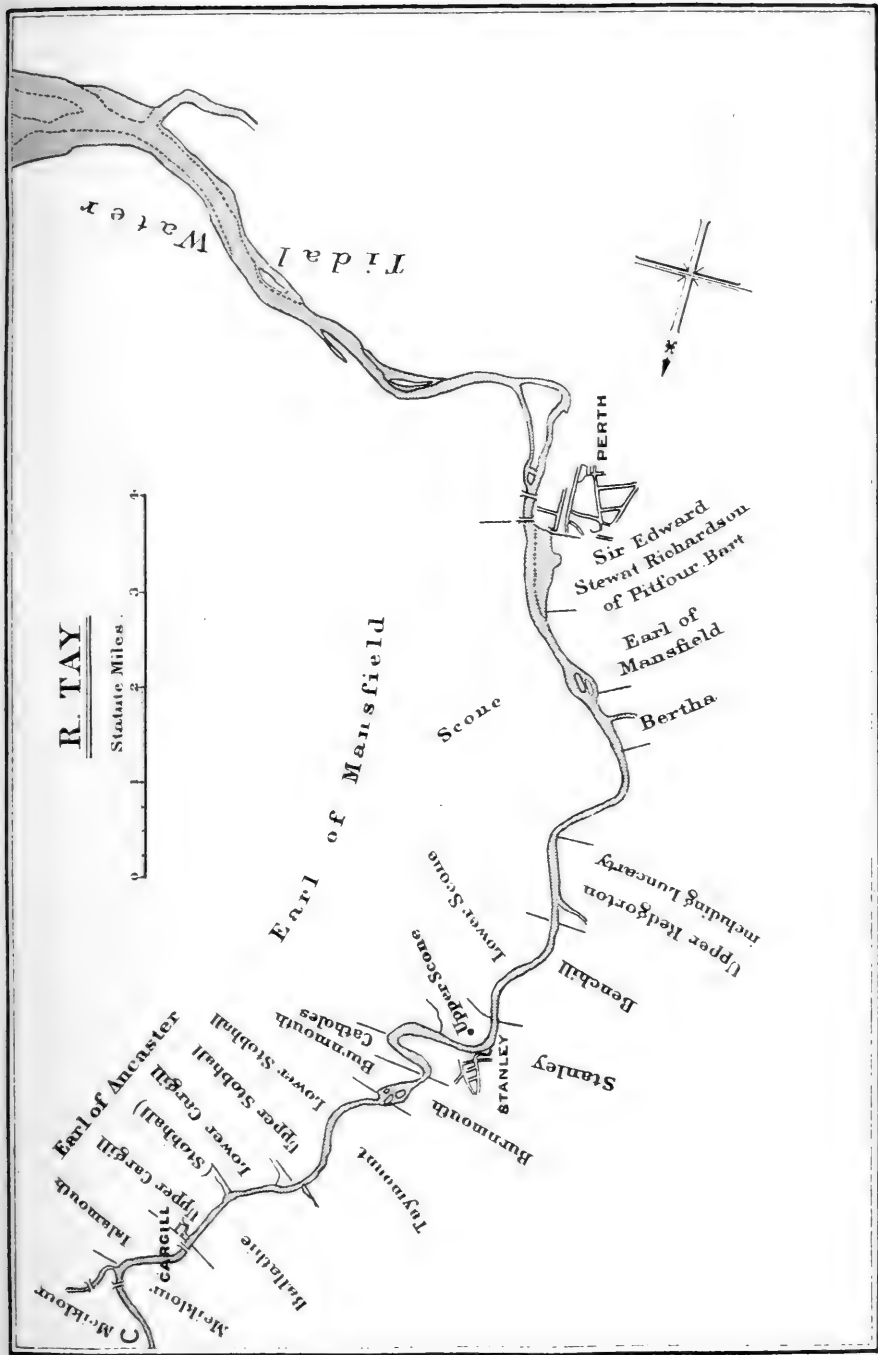 R. TAY
Statute Miles.
0 1 2 3 4
Tidal
Water
PERTH
Sir Edward
Stewat Richardson
of Pitfour Bart
Earl of
Mansfield
Bertha
Scone
Earl of Mansfield
Upper Redgorton
including Luncarty
Benchill
Lower Scone
Upper Scone
STANLEY
Stanley
Catholes
Burnmouth
Burnmouth
Lower Stobhall
Upper Stobhall
Taymount
Lower Cargill
(Stobhall)
Upper Cargill
Earl of Ancaster
CARGILL
Ballathie
Islamouth
Meiklour
Meiklour
C